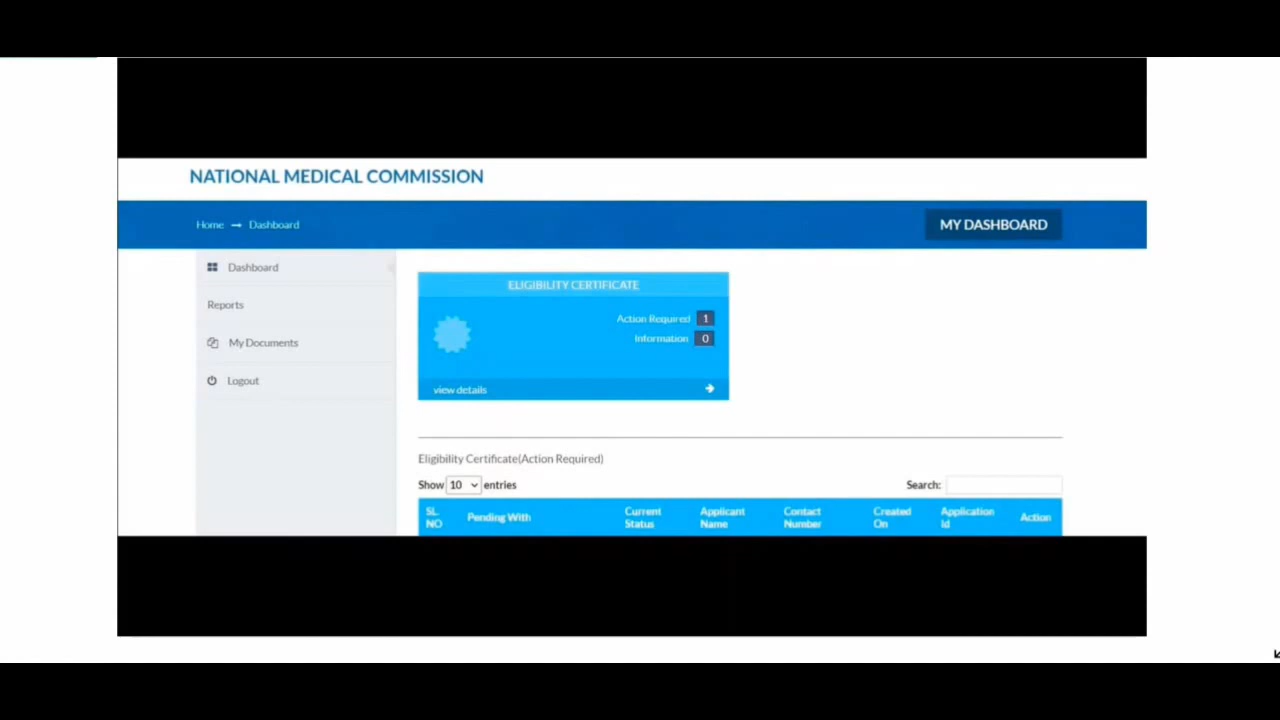 NATIONAL MEDICAL COMMISSION
Home → Dashboard
MY DASHBOARD
Dashboard
Reports
My Documents
Logout
ELIGIBILITY CERTIFICATE
Action Required 1
Information 0
view details
Eligibility Certificate(Action Required)
Show 10 entries
Search:
SL NO Pending With Current Status Applicant Name Contact Number Created On Application Id Action